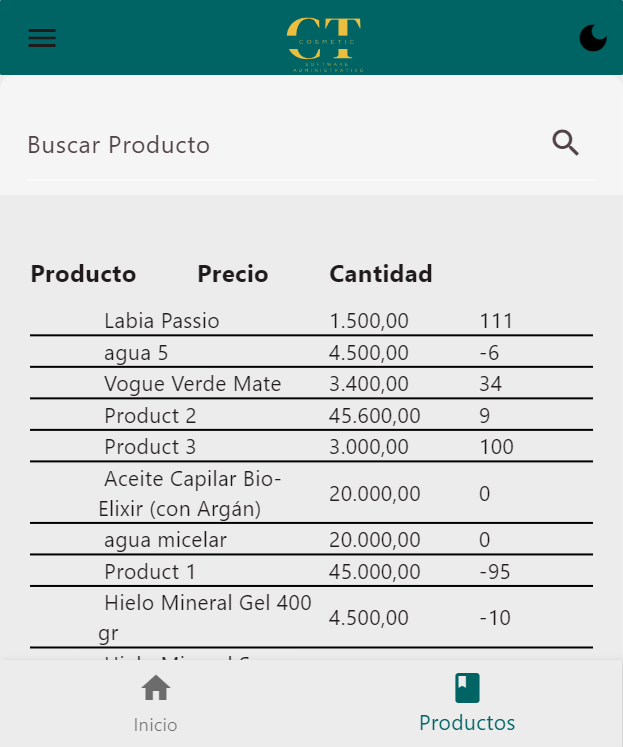 CT
COSMETIC
SOFTWARE
ADMINISTRATIVO
Buscar Producto
Producto Precio Cantidad
Labia Passio 1.500,00 111
agua 5 4.500,00 -6
Vogue Verde Mate 3.400,00 34
Product 2 45.600,00 9
Product 3 3.000,00 100
Aceite Capilar Bio-
Elixir (con Argán) 20.000,00 0
agua micelar 20.000,00 0
Product 1 45.000,00 -95
Hielo Mineral Gel 400
gr 4.500,00 -10
Inicio Productos